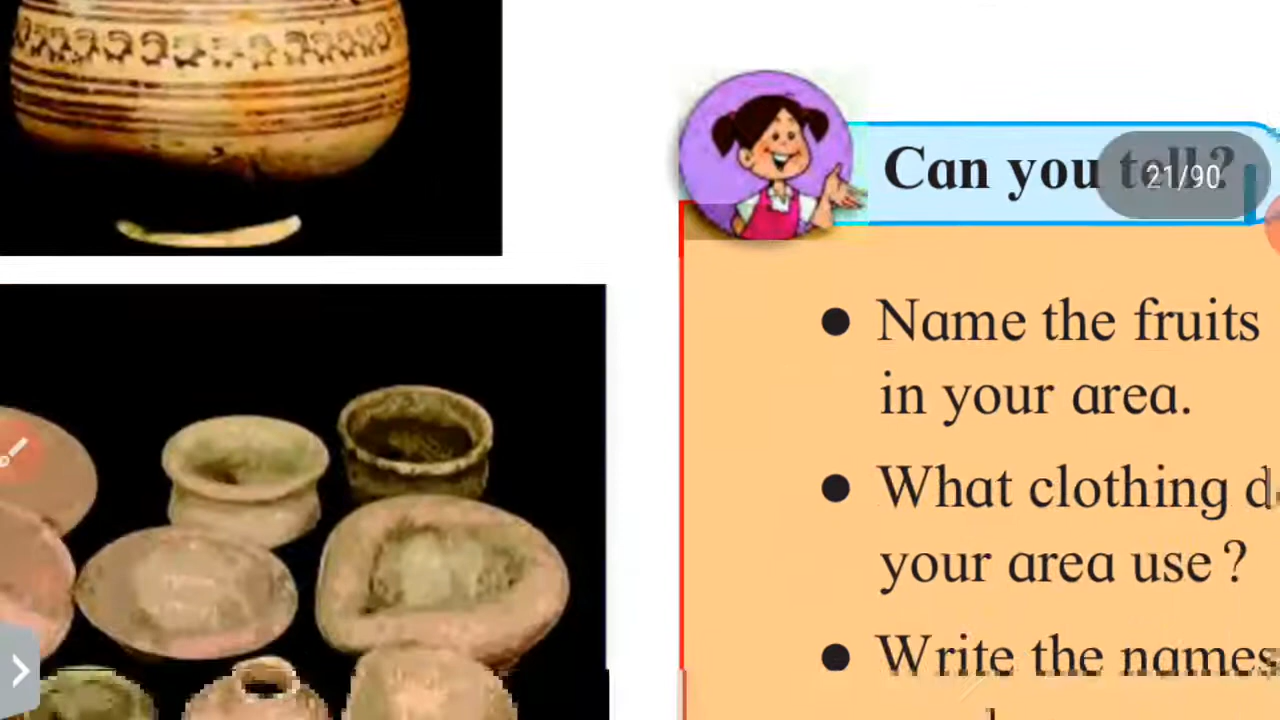 Can you tell?
21/90
● Name the fruits
in your area.
● What clothing
your area use ?
● Write the names